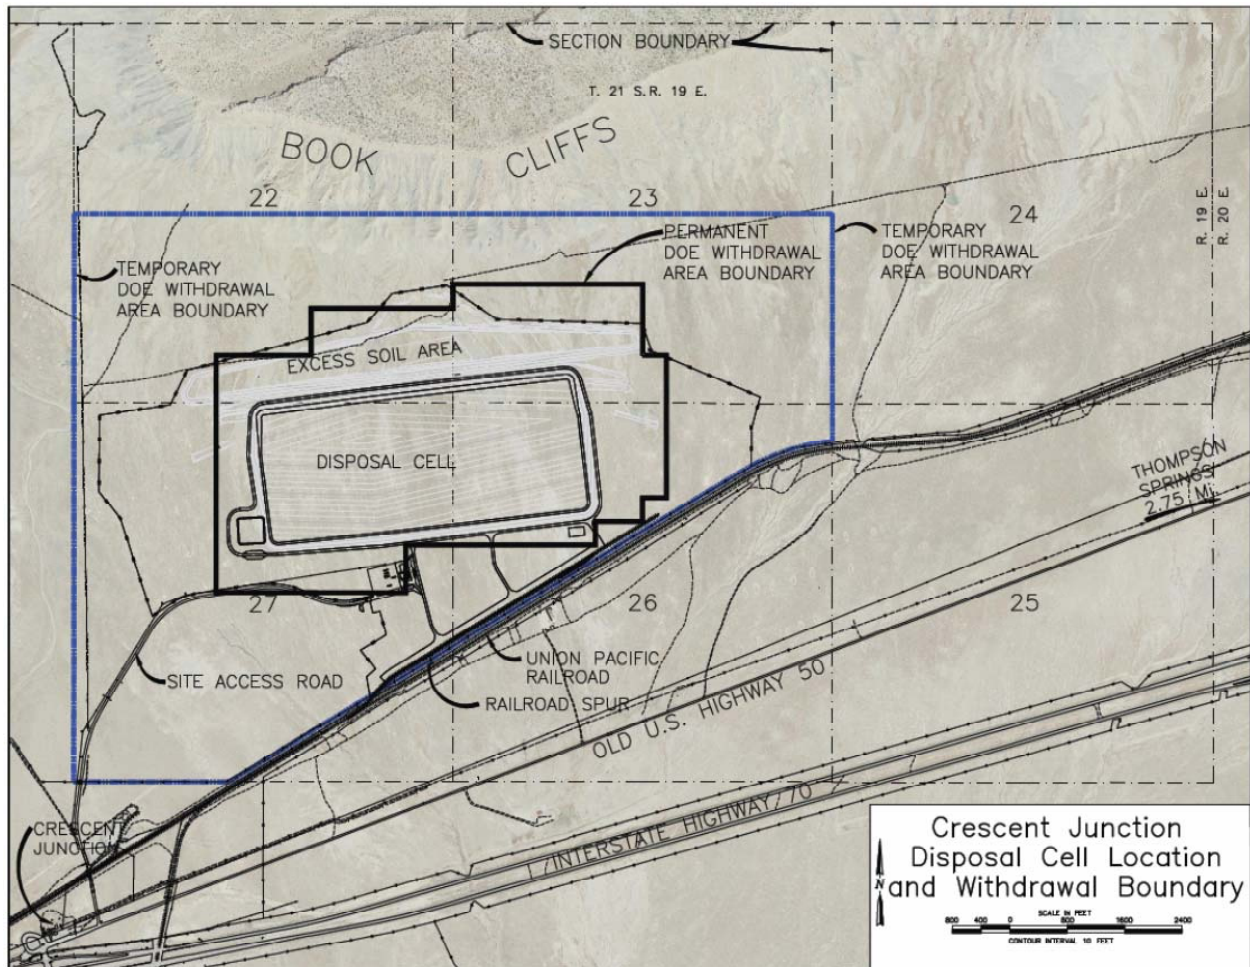 SECTION BOUNDARY
T. 21 S.R. 19 E.
BOOK CLIFFS
22
23
24
R. 19 E.
R. 20 E.
TEMPORARY
DOE WITHDRAWAL
AREA BOUNDARY
PERMANENT
DOE WITHDRAWAL
AREA BOUNDARY
TEMPORARY
DOE WITHDRAWAL
AREA BOUNDARY
EXCESS SOIL AREA
DISPOSAL CELL
THOMPSON
SPRINGS
2.75 Mi.
27
26
25
SITE ACCESS ROAD
UNION PACIFIC
RAILROAD
RAILROAD SPUR
OLD U.S. HIGHWAY 50
INTERSTATE HIGHWAY 70
CRESCENT
JUNCTION
Crescent Junction
Disposal Cell Location
and Withdrawal Boundary
N
SCALE IN FEET
800 400 0 800 1600 2400
CONTOUR INTERVAL 10 FEET